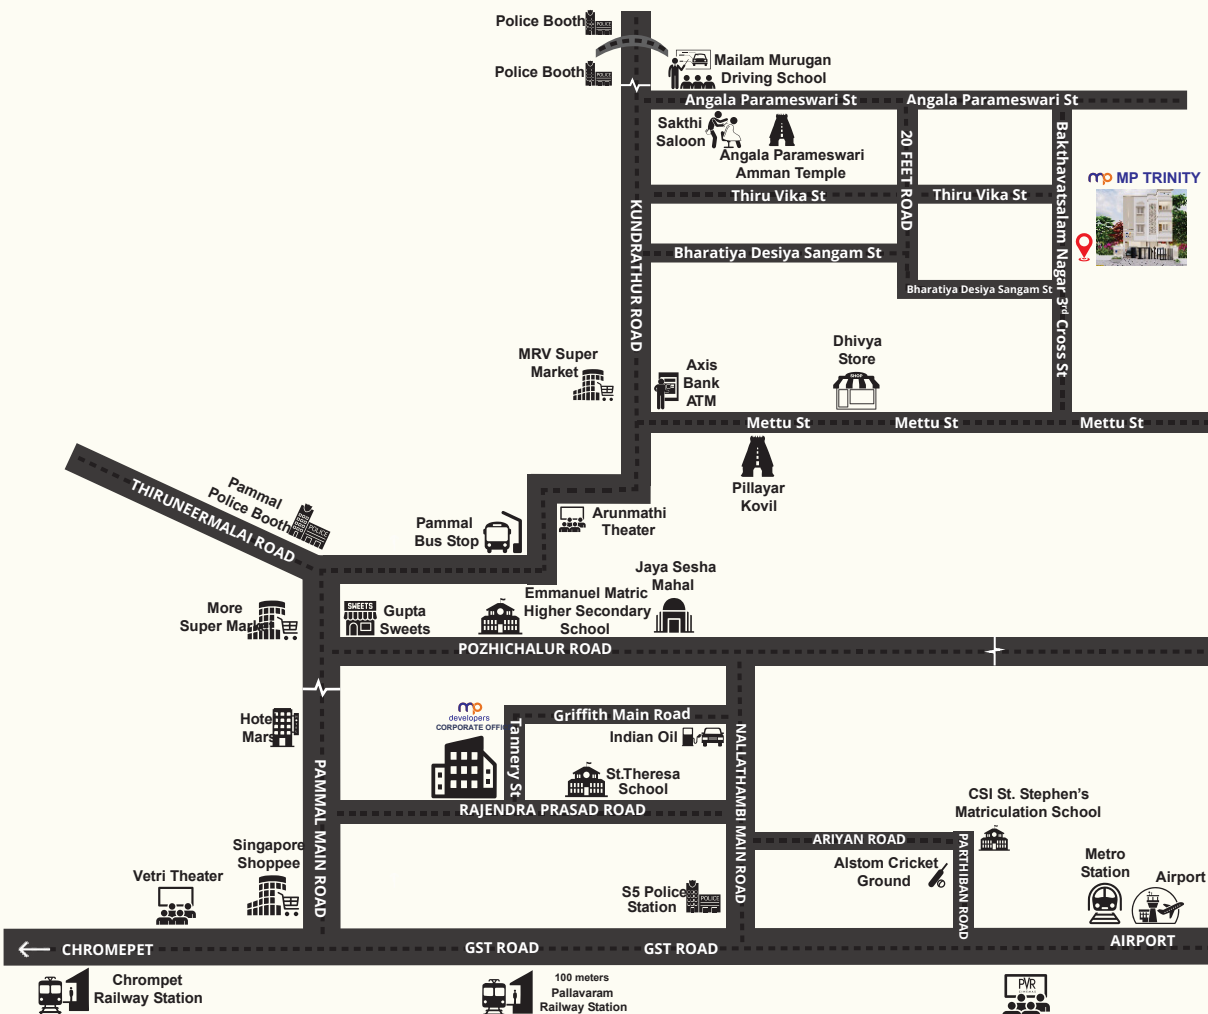 Police Booth
POLICE
Police Booth
POLICE
Mailam Murugan
Driving School
Angala Parameswari St
Angala Parameswari St
Sakthi
Saloon
Angala Parameswari
Amman Temple
20 FEET ROAD
Bakthavatsalam Nagar 3rd Cross St
mp MP TRINITY
Thiru Vika St
Thiru Vika St
KUNDRATHUR ROAD
Bharatiya Desiya Sangam St
Bharatiya Desiya Sangam St
MRV Super
Market
Axis
Bank
ATM
Dhivya
Store
SHOP
Mettu St
Mettu St
Mettu St
Pillayar
Kovil
THIRUNEERMALAI ROAD
Pammal
Police Booth
POLICE
Pammal
Bus Stop
Arunmathi
Theater
Jaya Sesha
Mahal
Emmanuel Matric
Higher Secondary
School
More
Super Market
SWEETS
Gupta
Sweets
POZHICHALUR ROAD
Hotel
Mars
mp
developers
CORPORATE OFFIC
Tannery St
Griffith Main Road
Indian Oil
St.Theresa
School
NALLATHAMBI MAIN ROAD
PAMMAL MAIN ROAD
RAJENDRA PRASAD ROAD
CSI St. Stephen's
Matriculation School
ARIYAN ROAD
PARTHIBAN ROAD
Alstom Cricket
Ground
Singapore
Shoppee
Vetri Theater
S5 Police
Station
POLICE
Metro
Station
Airport
CHROMEPET
GST ROAD
GST ROAD
AIRPORT
Chrompet
Railway Station
100 meters
Pallavaram
Railway Station
PVR
CINEMAS